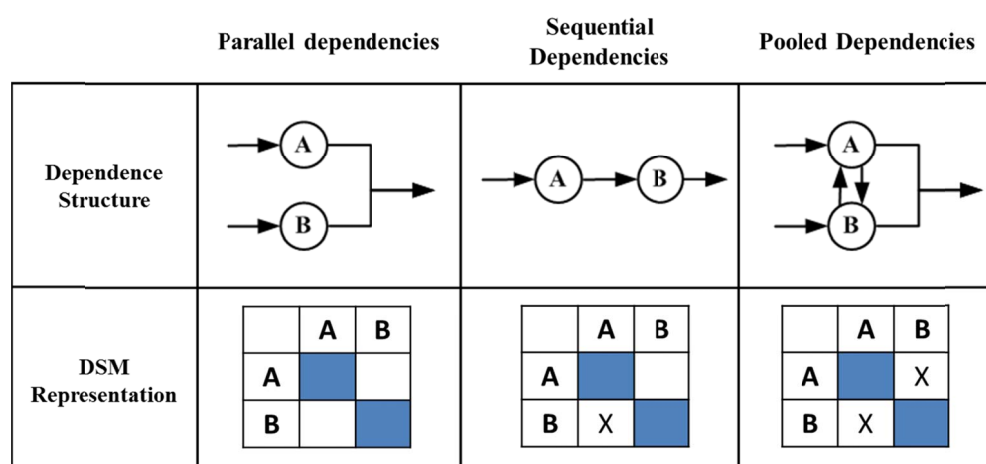 Parallel dependencies
Sequential
Dependencies
Pooled Dependencies
Dependence
Structure
A
B
A B
A
B
DSM
Representation
A B
A
B
A B
A
B X
A B
A X
B X